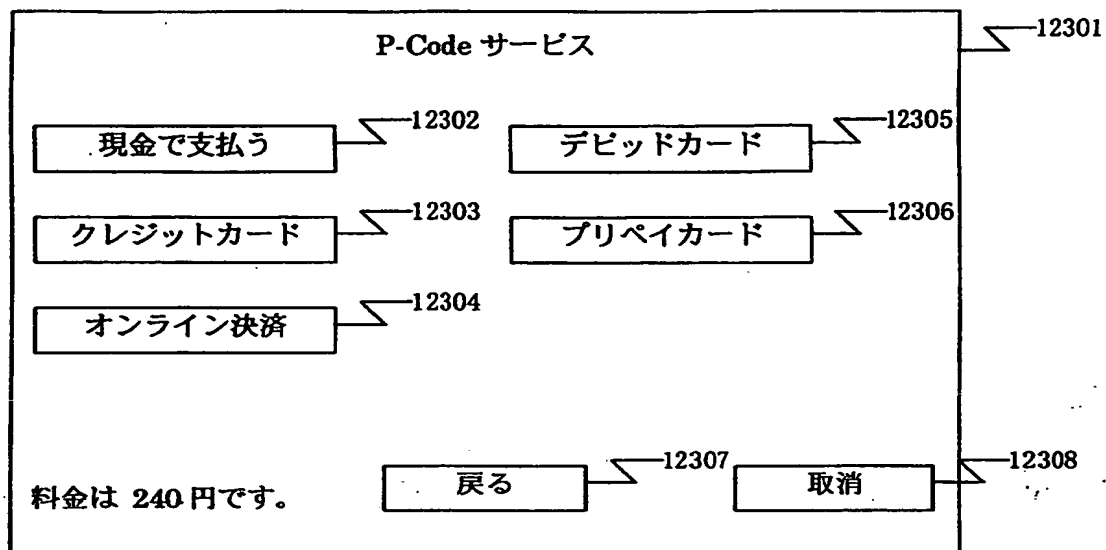 P-Code サービス
12301
現金で支払う
12302
デビッドカード
12305
クレジットカード
12303
プリペイカード
12306
オンライン決済
12304
料金は 240 円です。
戻る
12307
取消
12308